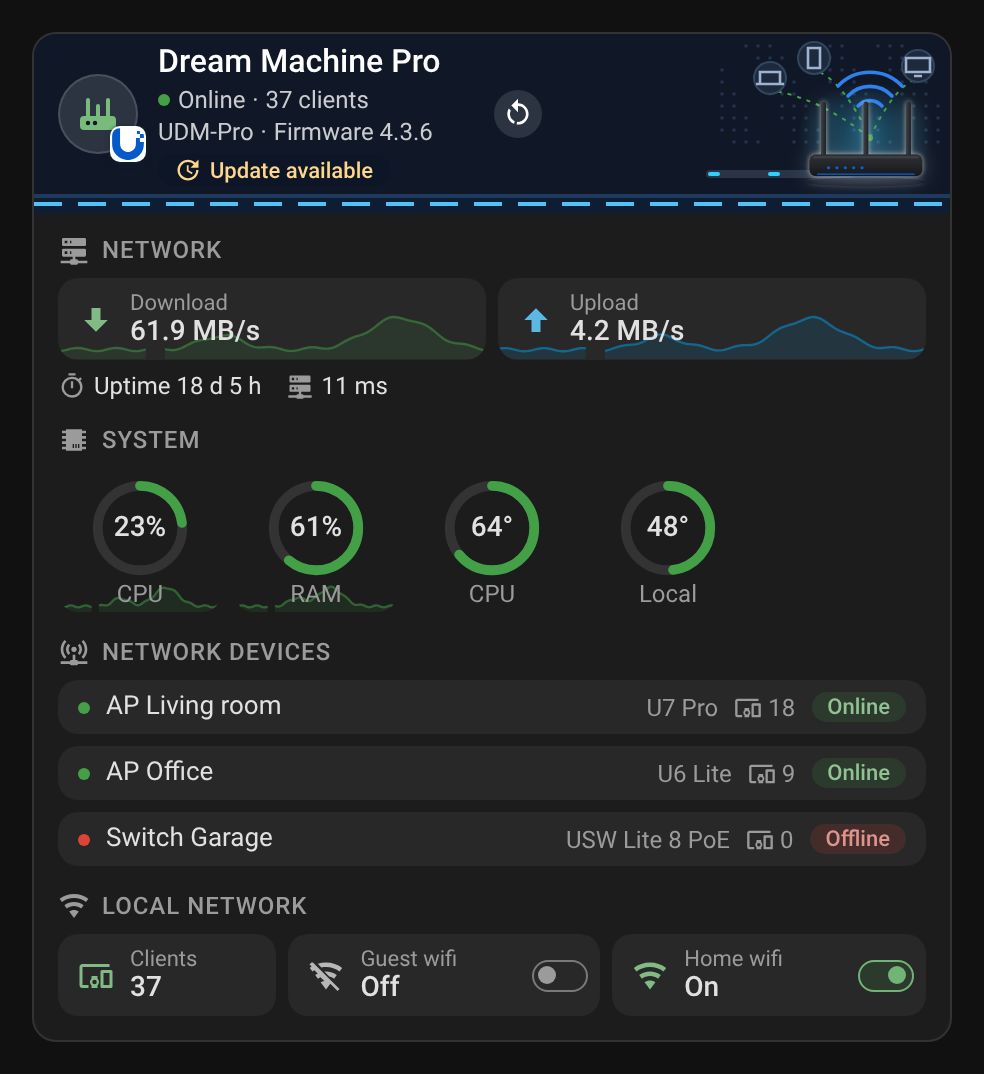 Dream Machine Pro
Online · 37 clients
UDM-Pro · Firmware 4.3.6
Update available
NETWORK
Download
61.9 MB/s
Upload
4.2 MB/s
Uptime 18 d 5 h 11 ms
SYSTEM
23% 61% 64° 48°
CPU RAM CPU Local
NETWORK DEVICES
AP Living room U7 Pro 18 Online
AP Office U6 Lite 9 Online
Switch Garage USW Lite 8 PoE 0 Offline
LOCAL NETWORK
Clients
37
Guest wifi
Off
Home wifi
On